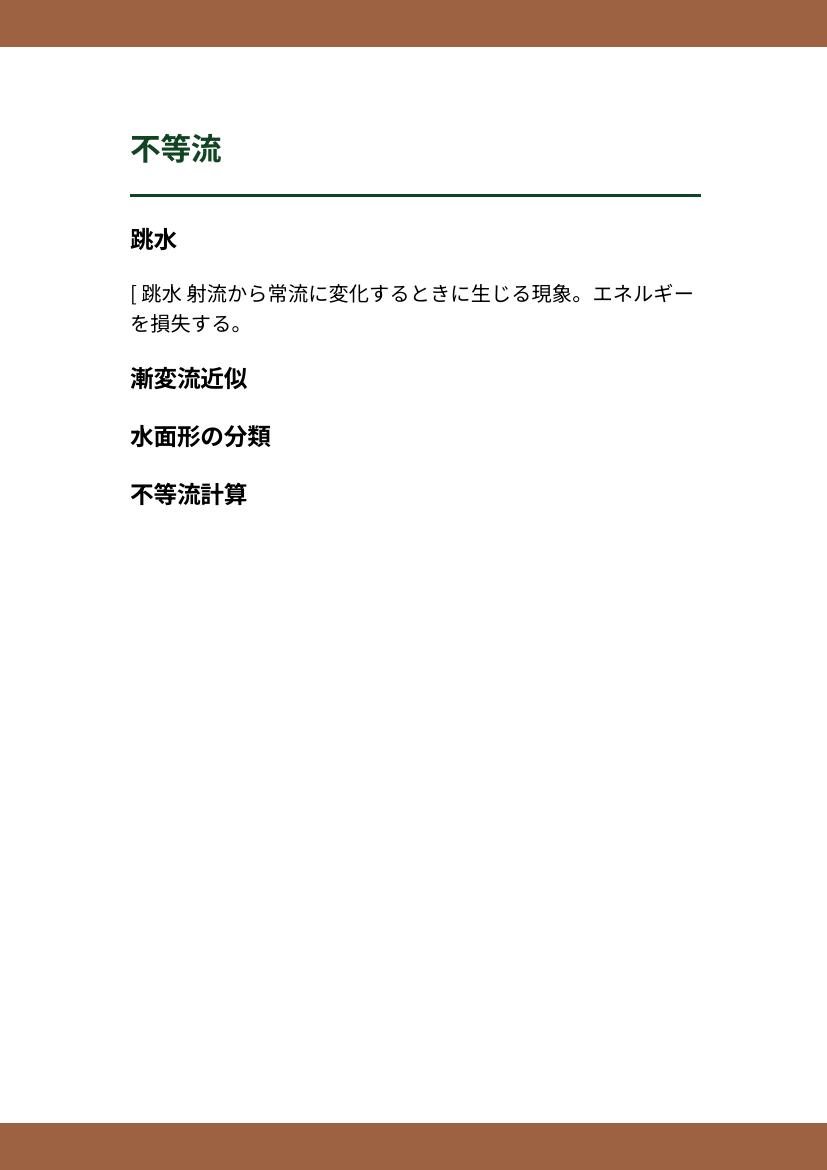 不等流
跳水
[ 跳水 射流から常流に変化するときに生じる現象。エネルギー
を損失する。
漸変流近似
水面形の分類
不等流計算